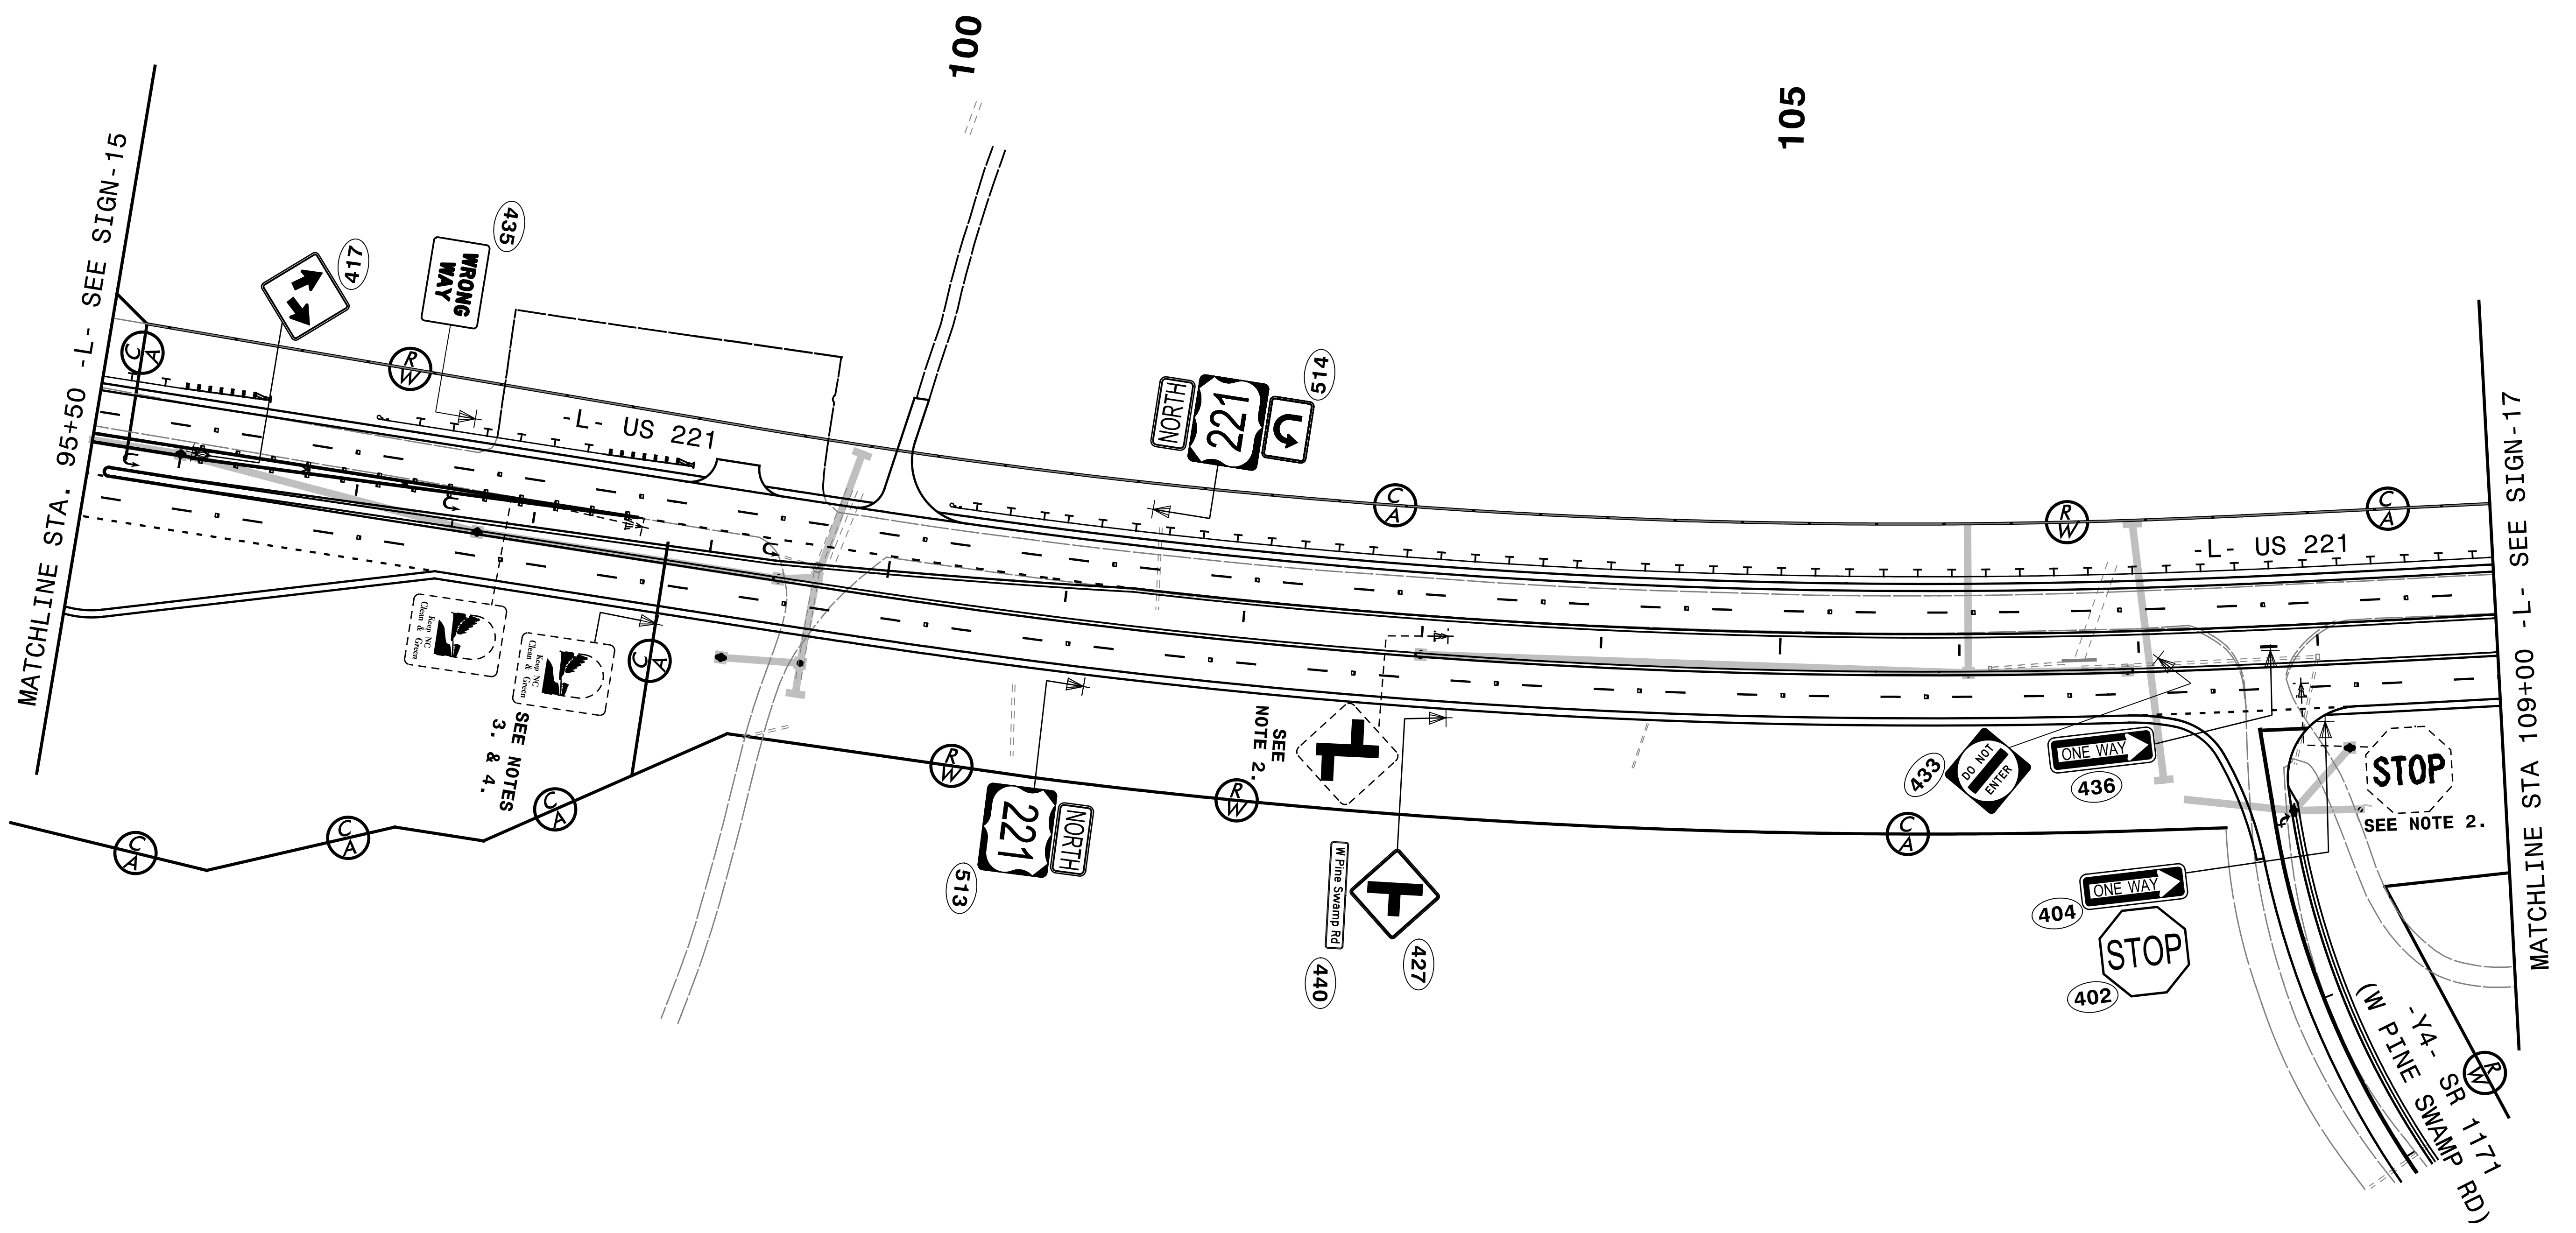 100
105
MATCHLINE STA. 95+50 -L- SEE SIGN-15
417
435
WRONG
WAY
C
A
R
W
-L- US 221
NORTH
221
514
C
A
R
W
C
A
-L- US 221
MATCHLINE STA 109+00 -L- SEE SIGN-17
Keep NC
Clean & Green
Keep NC
Clean & Green
SEE NOTES
3. & 4.
C
A
C
A
C
A
C
A
R
W
221
NORTH
513
R
W
SEE
NOTE 2.
W Pine Swamp Rd
440
427
C
A
433
DO NOT
ENTER
ONE WAY
436
STOP
SEE NOTE 2.
ONE WAY
404
STOP
402
-Y4- SR 1171
(W PINE SWAMP RD)
R
W